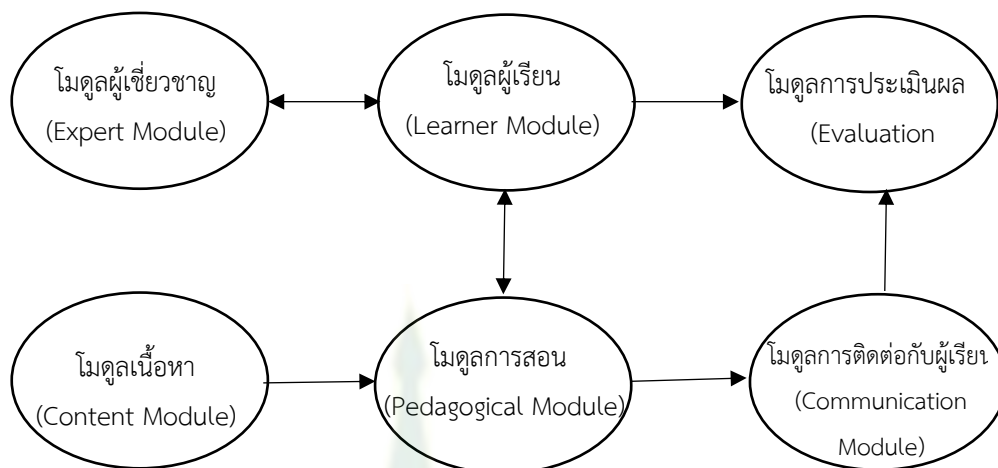 โมดูลผู้เชี่ยวชาญ
(Expert Module)
โมดูลผู้เรียน
(Learner Module)
โมดูลการประเมินผล
(Evaluation
โมดูลเนื้อหา
(Content Module)
โมดูลการสอน
(Pedagogical Module)
โมดูลการติดต่อกับผู้เรียน
(Communication
Module)